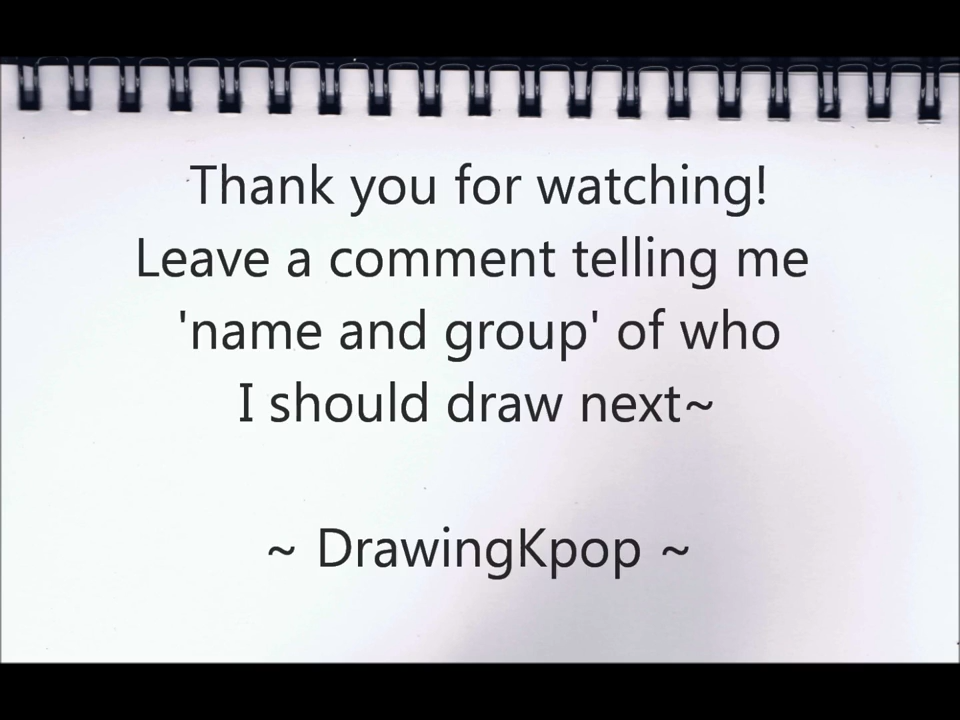 Thank you for watching!
Leave a comment telling me
'name and group' of who
I should draw next~
~ DrawingKpop ~